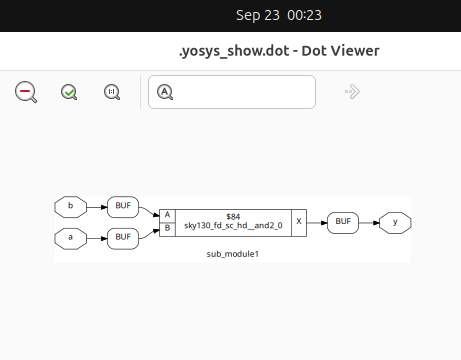 Sep 23 00:23
.yosys_show.dot - Dot Viewer
b
BUF
A
$84
sky130_fd_sc_hd__and2_0
X
BUF
y
a
BUF
B
sub_module1